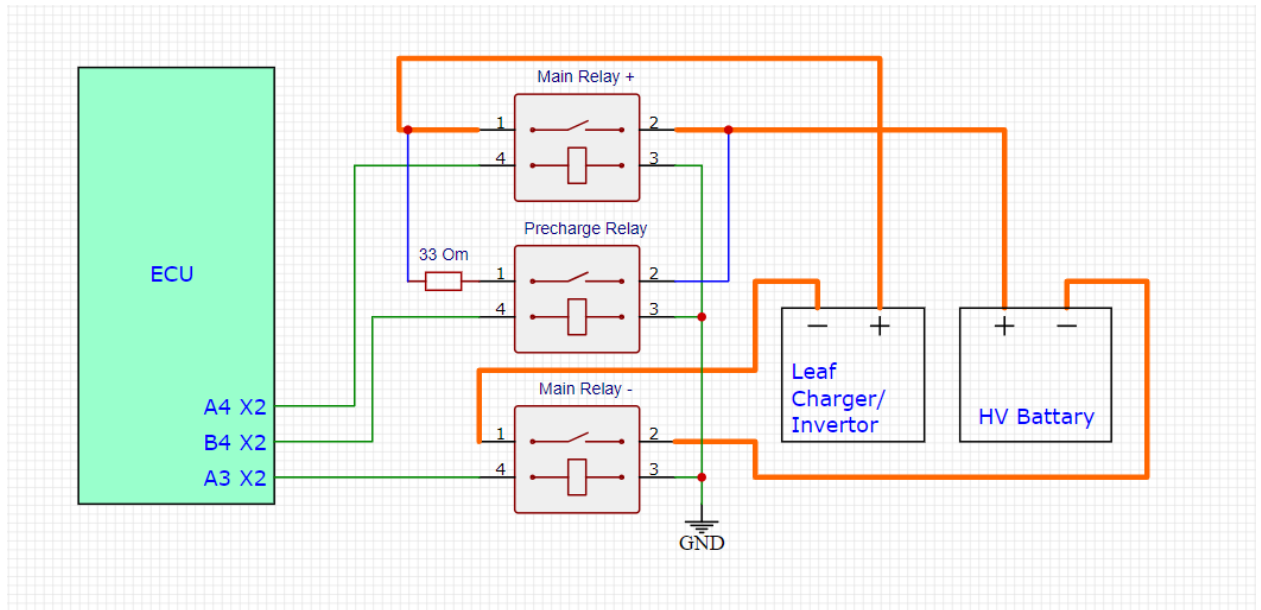 Main Relay +
1
2
4
3
Precharge Relay
33 Om
1
2
4
3
ECU
Main Relay -
1
2
4
3
A4 X2
B4 X2
A3 X2
GND
— +
Leaf
Charger/
Invertor
+ —
HV Battary